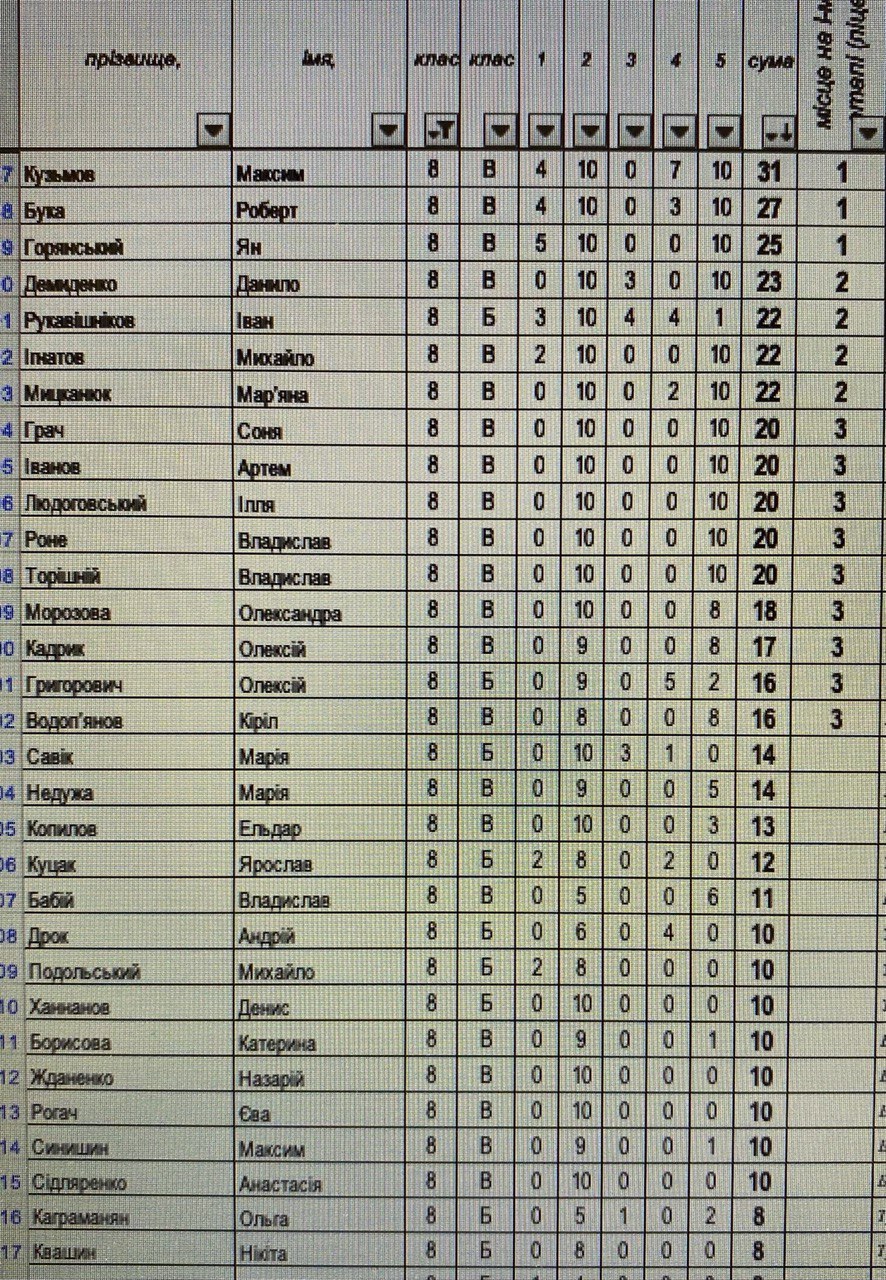 прізвище, імя, клас клас 1 2 3 4 5 сума місце на
7 Кузьмов Максим 8 В 4 10 0 7 10 31 1
8 Бука Роберт 8 В 4 10 0 3 10 27 1
9 Горянський Ян 8 В 5 10 0 0 10 25 1
0 Демиденко Данило 8 В 0 10 3 0 10 23 2
1 Рукавішніков Іван 8 Б 3 10 4 4 1 22 2
2 Ігнатов Михайло 8 В 2 10 0 0 10 22 2
3 Мицканюк Мар'яна 8 В 0 10 0 2 10 22 2
4 Грач Соня 8 В 0 10 0 0 10 20 3
5 Іванов Артем 8 В 0 10 0 0 10 20 3
6 Людоговський Ілля 8 В 0 10 0 0 10 20 3
7 Роне Владислав 8 В 0 10 0 0 10 20 3
8 Торішній Владислав 8 В 0 10 0 0 10 20 3
9 Морозова Олександра 8 В 0 10 0 0 8 18 3
0 Кадрик Олексій 8 В 0 9 0 0 8 17 3
1 Григорович Олексій 8 Б 0 9 0 5 2 16 3
2 Водоп'янов Кіріл 8 В 0 8 0 0 8 16 3
03 Савік Марія 8 Б 0 10 3 1 0 14
04 Недужа Марія 8 В 0 9 0 0 5 14
05 Копилов Ельдар 8 В 0 10 0 0 3 13
06 Куцак Ярослав 8 Б 2 8 0 2 0 12
07 Бабій Владислав 8 В 0 5 0 0 6 11
08 Дрок Андрій 8 Б 0 6 0 4 0 10
09 Подольський Михайло 8 Б 2 8 0 0 0 10
10 Ханнанов Денис 8 Б 0 10 0 0 0 10
11 Борисова Катерина 8 В 0 9 0 0 1 10
12 Жданенко Назарій 8 В 0 10 0 0 0 10
13 Рогач Єва 8 В 0 10 0 0 0 10
14 Синишин Максим 8 В 0 9 0 0 1 10
15 Сідляренко Анастасія 8 В 0 10 0 0 0 10
16 Каграманян Ольга 8 Б 0 5 1 0 2 8
17 Квашин Нікіта 8 Б 0 8 0 0 0 8